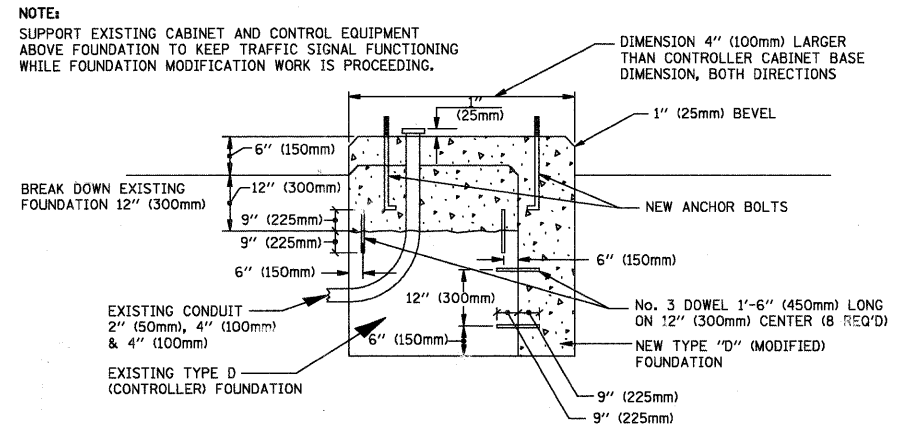 NOTE:
SUPPORT EXISTING CABINET AND CONTROL EQUIPMENT
ABOVE FOUNDATION TO KEEP TRAFFIC SIGNAL FUNCTIONING
WHILE FOUNDATION MODIFICATION WORK IS PROCEEDING.
DIMENSION 4" (100mm) LARGER
THAN CONTROLLER CABINET BASE
DIMENSION, BOTH DIRECTIONS
1"
(25mm)
1" (25mm) BEVEL
6" (150mm)
BREAK DOWN EXISTING
FOUNDATION 12" (300mm)
12" (300mm)
9" (225mm)
9" (225mm)
6" (150mm)
NEW ANCHOR BOLTS
6" (150mm)
12" (300mm)
6" (150mm)
EXISTING CONDUIT
2" (50mm), 4" (100mm)
& 4" (100mm)
EXISTING TYPE D
(CONTROLLER) FOUNDATION
No. 3 DOWEL 1'-6" (450mm) LONG
ON 12" (300mm) CENTER (8 REQ'D)
NEW TYPE "D" (MODIFIED)
FOUNDATION
9" (225mm)
9" (225mm)